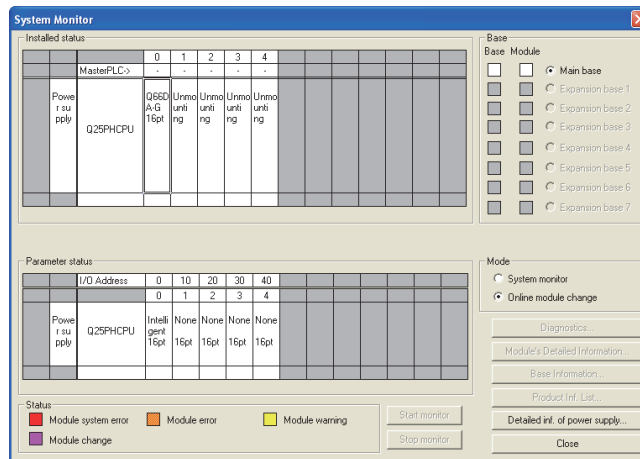 System Monitor
Installed status
0 1 2 3 4
MasterPLC-> - - - - -
Powe
r su
pply
Q25PHCPU
Q66D
A-G
16pt
Unmo
unti
ng
Unmo
unti
ng
Unmo
unti
ng
Unmo
unti
ng
Base
Base Module
Main base
Expansion base 1
Expansion base 2
Expansion base 3
Expansion base 4
Expansion base 5
Expansion base 6
Expansion base 7
Parameter status
I/O Address 0 10 20 30 40
0 1 2 3 4
Powe
r su
pply
Q25PHCPU
Intelli
gent
16pt
None
16pt
None
16pt
None
16pt
None
16pt
Mode
System monitor
Online module change
Diagnostics...
Module's Detailed Information...
Base Information...
Product Inf. List...
Detailed inf. of power supply...
Close
Status
Module system error
Module error
Module warning
Module change
Start monitor
Stop monitor